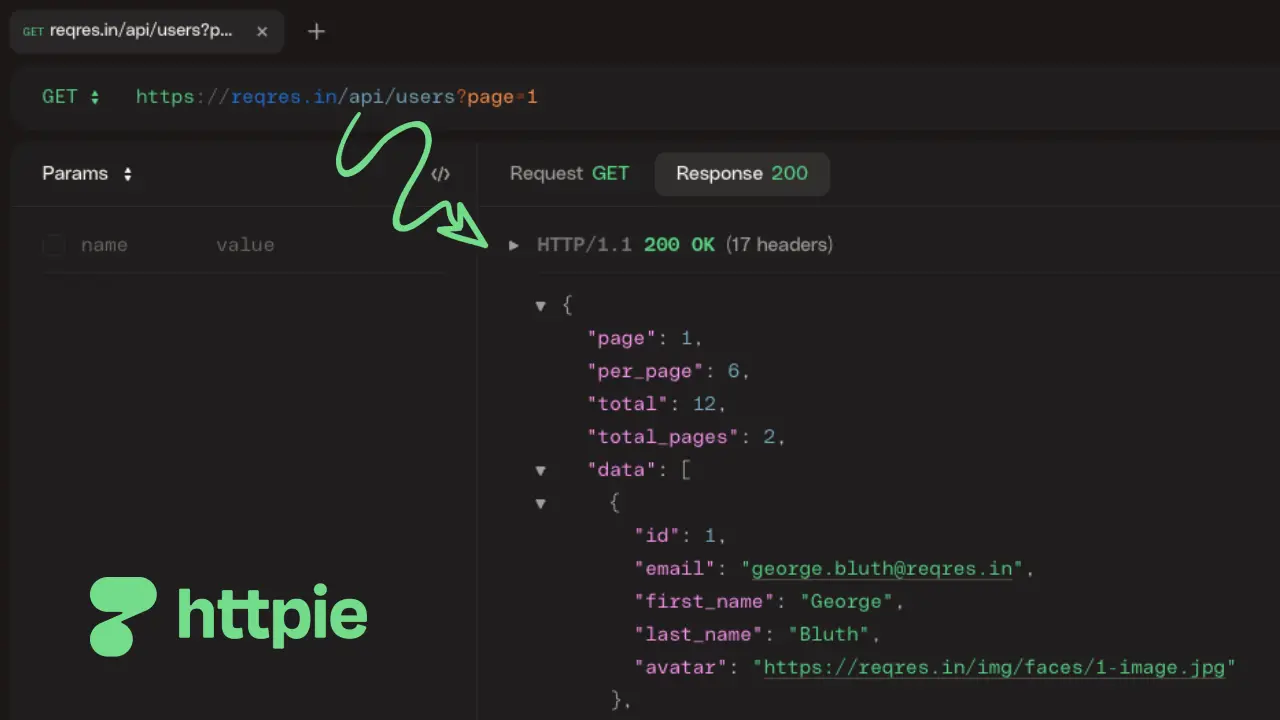 GET reqres.in/api/users?p...
GET https://reqres.in/api/users?page=1
Params </>
name value
Request GET Response 200
HTTP/1.1 200 OK (17 headers)
{
"page": 1,
"per_page": 6,
"total": 12,
"total_pages": 2,
"data": [
{
"id": 1,
"email": "george.bluth@reqres.in",
"first_name": "George",
"last_name": "Bluth",
"avatar": "https://reqres.in/img/faces/1-image.jpg"
},
httpie